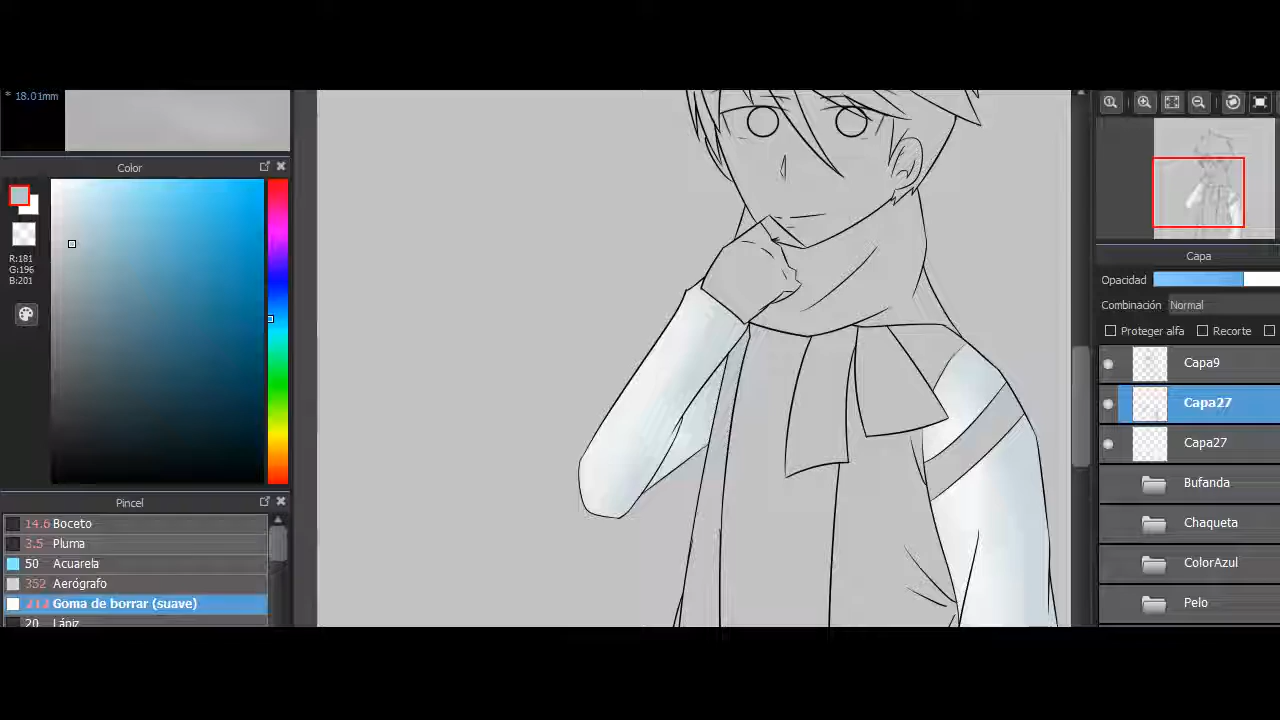 * 18.01mm
Color
R:181
G:196
B:201
Pincel
14.6 Boceto
3.5 Pluma
50 Acuarela
352 Aerógrafo
Goma de borrar (suave)
20 Lápiz
Capa
Opacidad
Combinación Normal
Proteger alfa Recorte
Capa9
Capa27
Capa27
Bufanda
Chaqueta
ColorAzul
Pelo